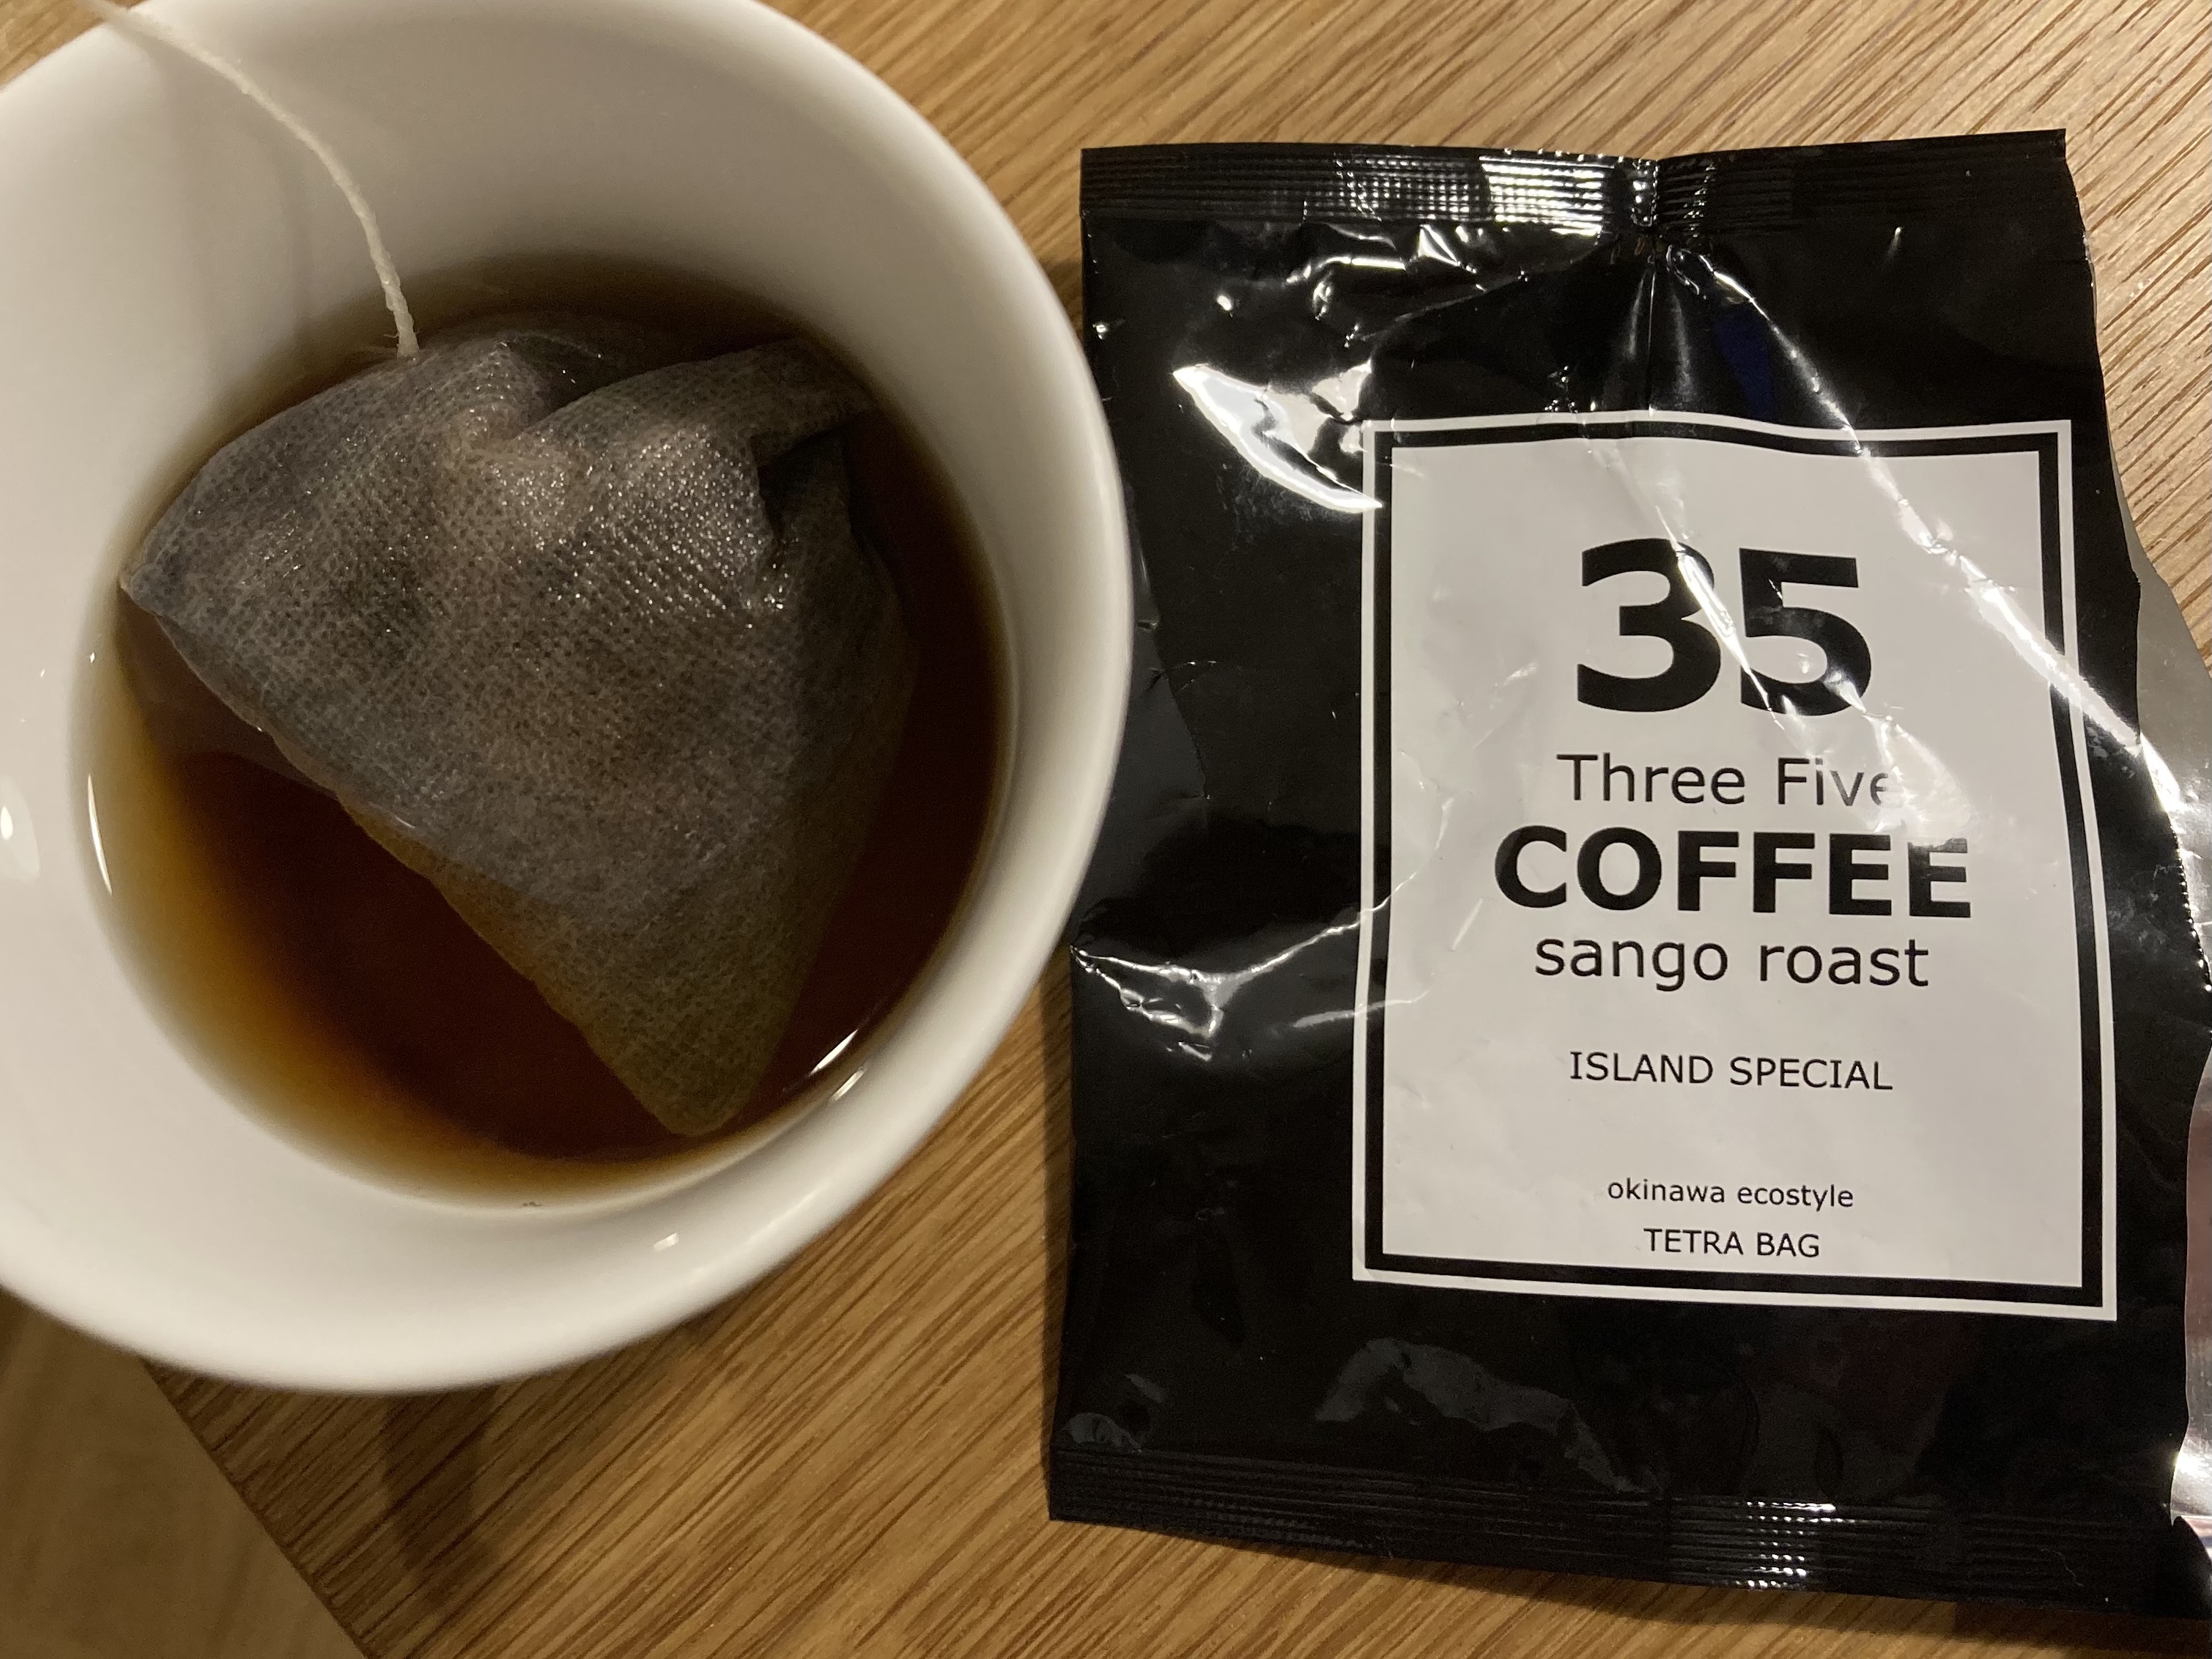 35
Three Five
COFFEE
sango roast
ISLAND SPECIAL
okinawa ecostyle
TETRA BAG